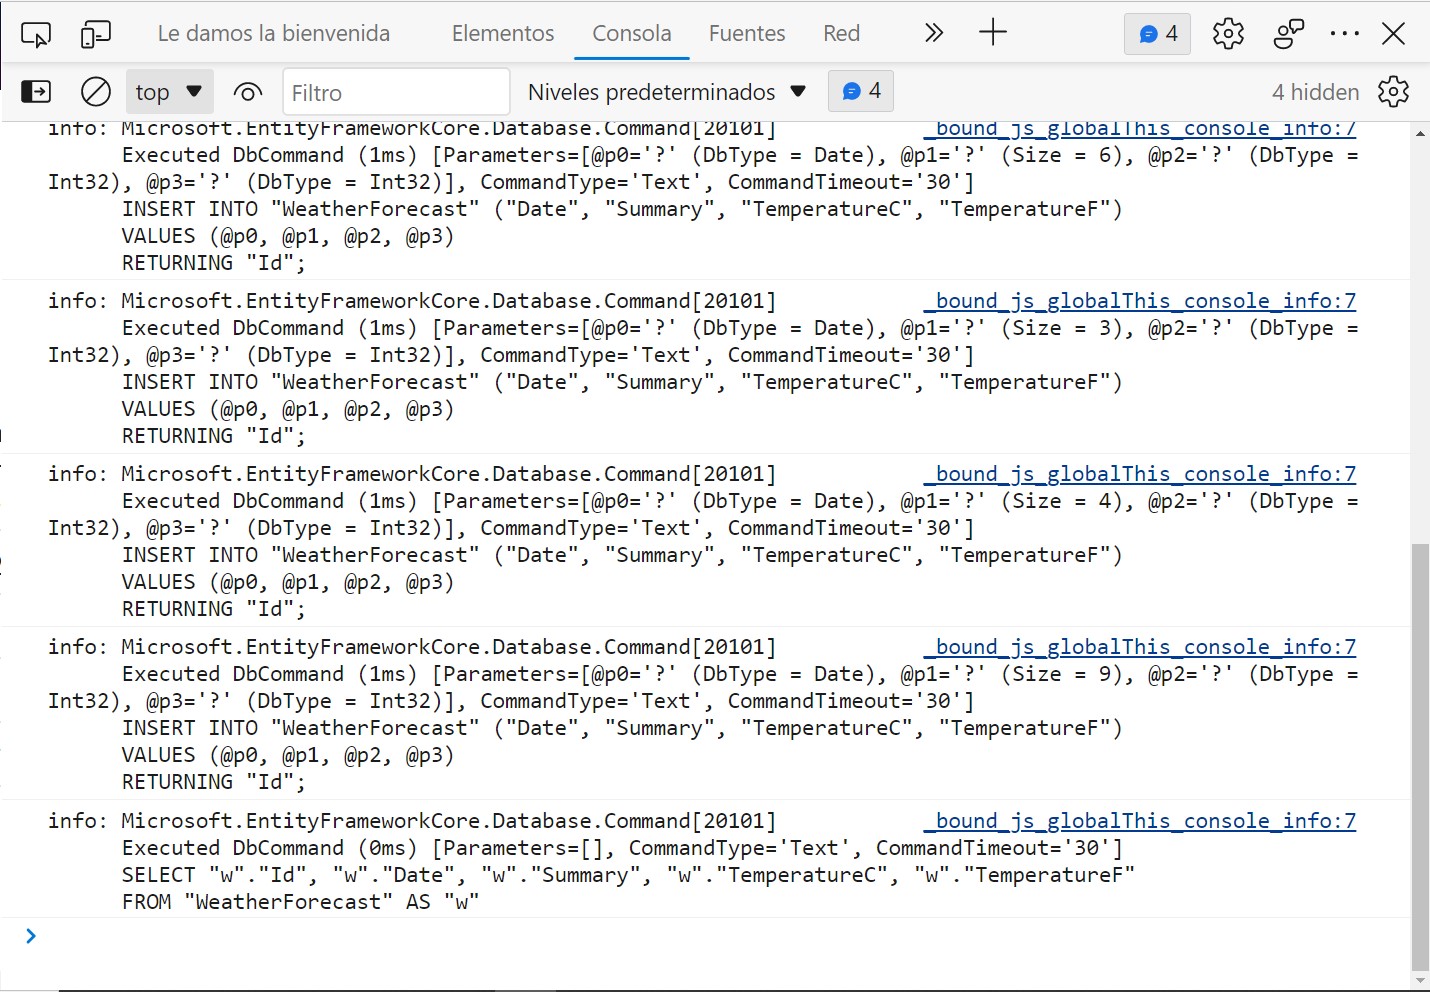 Le damos la bienvenida Elementos Consola Fuentes Red 4
top Filtro Niveles predeterminados 4 4 hidden
info: Microsoft.EntityFrameworkCore.Database.Command[20101] _bound_js_globalThis_console_info:7
Executed DbCommand (1ms) [Parameters=[@p0='?' (DbType = Date), @p1='?' (Size = 6), @p2='?' (DbType =
Int32), @p3='?' (DbType = Int32)], CommandType='Text', CommandTimeout='30']
INSERT INTO "WeatherForecast" ("Date", "Summary", "TemperatureC", "TemperatureF")
VALUES (@p0, @p1, @p2, @p3)
RETURNING "Id";
info: Microsoft.EntityFrameworkCore.Database.Command[20101] _bound_js_globalThis_console_info:7
Executed DbCommand (1ms) [Parameters=[@p0='?' (DbType = Date), @p1='?' (Size = 3), @p2='?' (DbType =
Int32), @p3='?' (DbType = Int32)], CommandType='Text', CommandTimeout='30']
INSERT INTO "WeatherForecast" ("Date", "Summary", "TemperatureC", "TemperatureF")
VALUES (@p0, @p1, @p2, @p3)
RETURNING "Id";
info: Microsoft.EntityFrameworkCore.Database.Command[20101] _bound_js_globalThis_console_info:7
Executed DbCommand (1ms) [Parameters=[@p0='?' (DbType = Date), @p1='?' (Size = 4), @p2='?' (DbType =
Int32), @p3='?' (DbType = Int32)], CommandType='Text', CommandTimeout='30']
INSERT INTO "WeatherForecast" ("Date", "Summary", "TemperatureC", "TemperatureF")
VALUES (@p0, @p1, @p2, @p3)
RETURNING "Id";
info: Microsoft.EntityFrameworkCore.Database.Command[20101] _bound_js_globalThis_console_info:7
Executed DbCommand (1ms) [Parameters=[@p0='?' (DbType = Date), @p1='?' (Size = 9), @p2='?' (DbType =
Int32), @p3='?' (DbType = Int32)], CommandType='Text', CommandTimeout='30']
INSERT INTO "WeatherForecast" ("Date", "Summary", "TemperatureC", "TemperatureF")
VALUES (@p0, @p1, @p2, @p3)
RETURNING "Id";
info: Microsoft.EntityFrameworkCore.Database.Command[20101] _bound_js_globalThis_console_info:7
Executed DbCommand (0ms) [Parameters=[], CommandType='Text', CommandTimeout='30']
SELECT "w"."Id", "w"."Date", "w"."Summary", "w"."TemperatureC", "w"."TemperatureF"
FROM "WeatherForecast" AS "w"